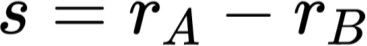 s = r_A − r_B